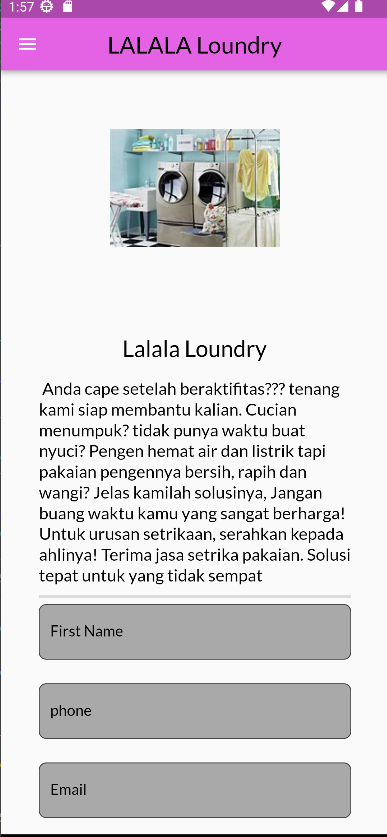 1:57
LALALA Loundry
Lalala Loundry
Anda cape setelah beraktifitas??? tenang
kami siap membantu kalian. Cucian
menumpuk? tidak punya waktu buat
nyuci? Pengen hemat air dan listrik tapi
pakaian pengennya bersih, rapih dan
wangi? Jelas kamilah solusinya, Jangan
buang waktu kamu yang sangat berharga!
Untuk urusan setrikaan, serahkan kepada
ahlinya! Terima jasa setrika pakaian. Solusi
tepat untuk yang tidak sempat
First Name
phone
Email